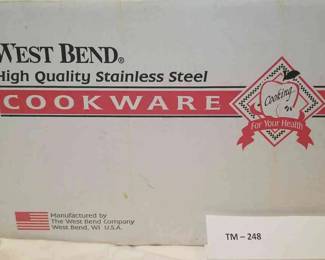 WEST BEND®
High Quality Stainless Steel
COOKWARE
Cooking
For Your Health
Manufactured by
The West Bend Company
West Bend, WI U.S.A.
TM – 248